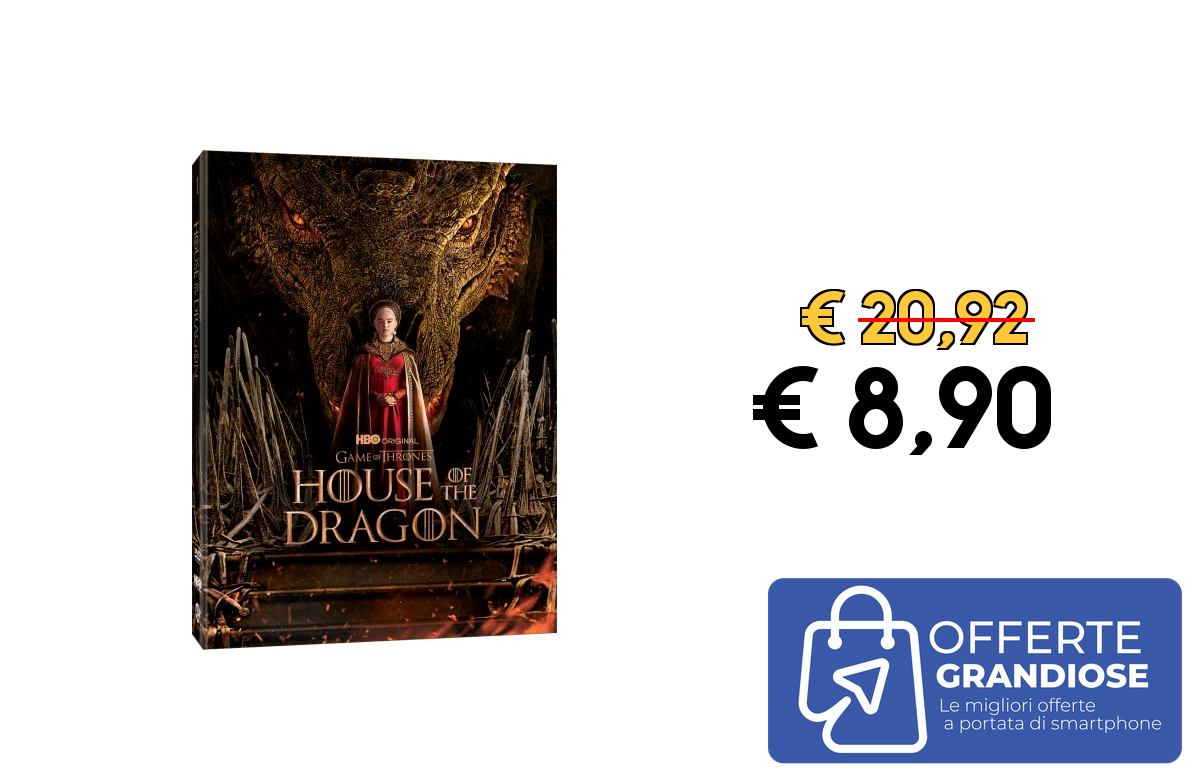 HOUSE OF THE DRAGON
HBO ORIGINAL
GAME OF THRONES
HOUSE OF THE
DRAGON
€ 20,92
€ 8,90
OFFERTE
GRANDIOSE
Le migliori offerte
a portata di smartphone